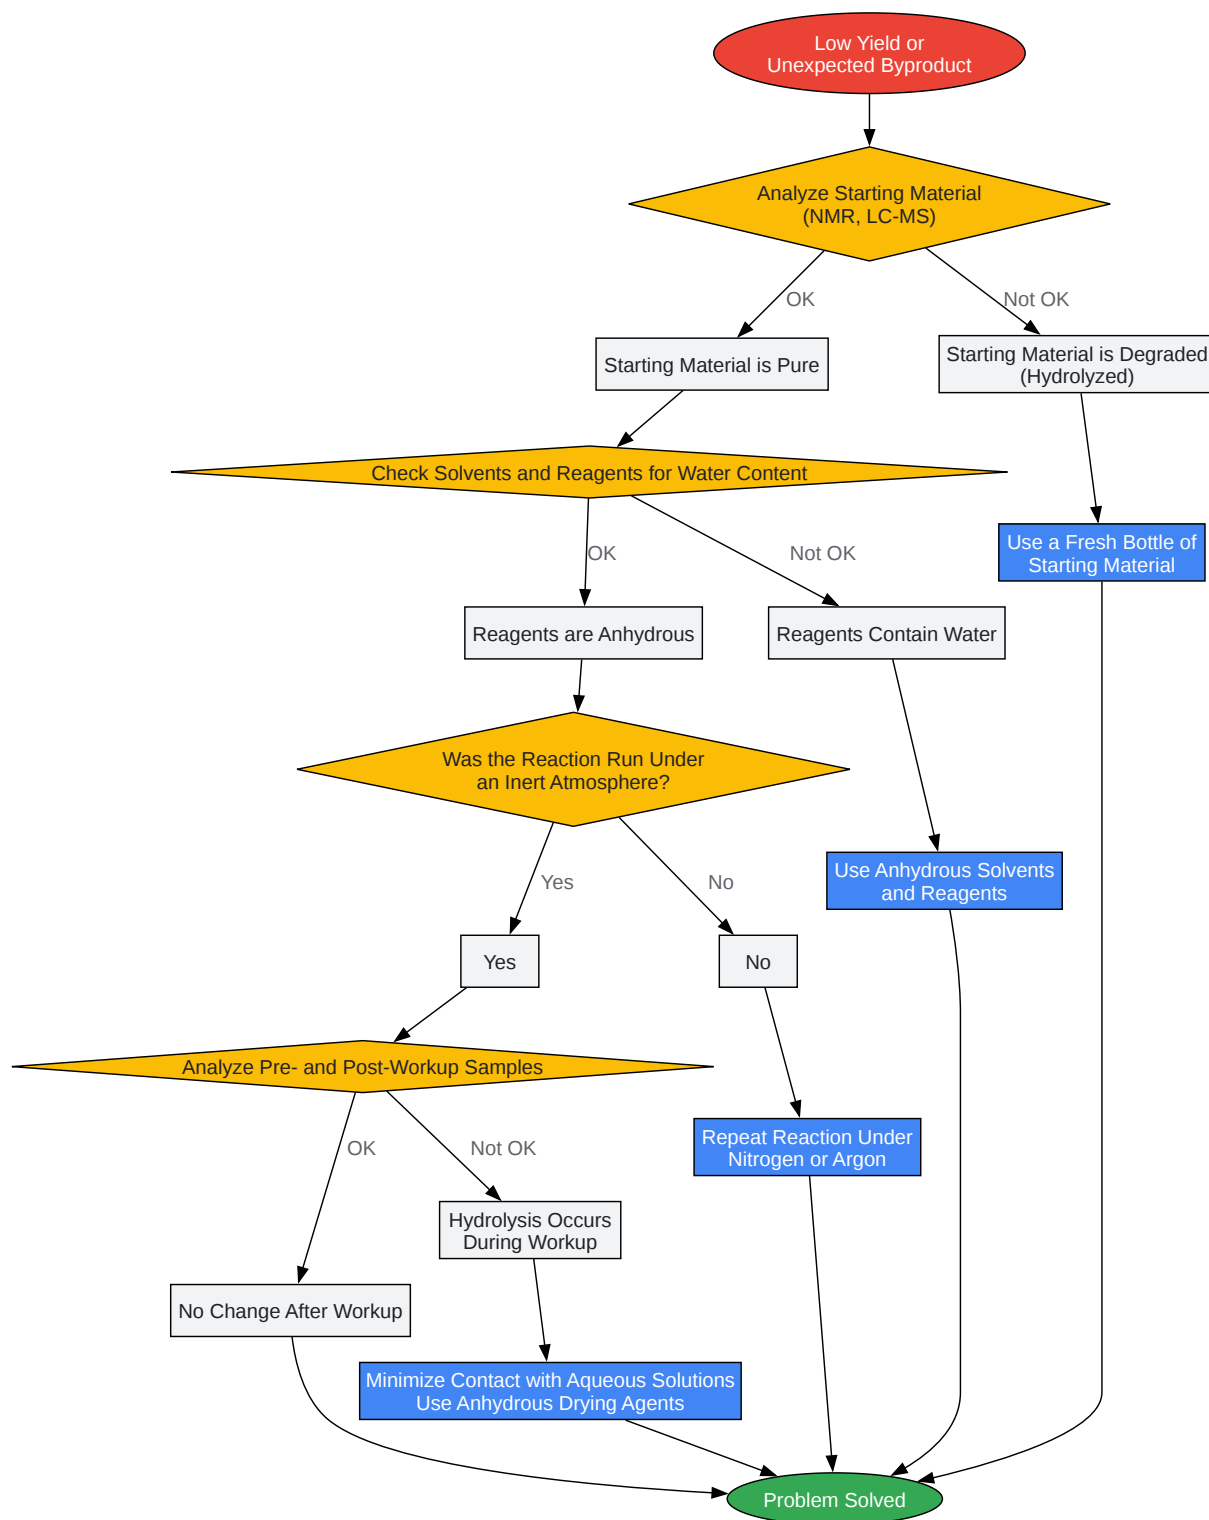 Low Yield or
Unexpected Byproduct
Analyze Starting Material
(NMR, LC-MS)
OK
Not OK
Starting Material is Pure
Starting Material is Degraded
(Hydrolyzed)
Check Solvents and Reagents for Water Content
OK
Not OK
Use a Fresh Bottle of
Starting Material
Reagents are Anhydrous
Reagents Contain Water
Was the Reaction Run Under
an Inert Atmosphere?
Yes
No
Use Anhydrous Solvents
and Reagents
Yes
No
Analyze Pre- and Post-Workup Samples
OK
Not OK
Repeat Reaction Under
Nitrogen or Argon
Hydrolysis Occurs
During Workup
No Change After Workup
Minimize Contact with Aqueous Solutions
Use Anhydrous Drying Agents
Problem Solved